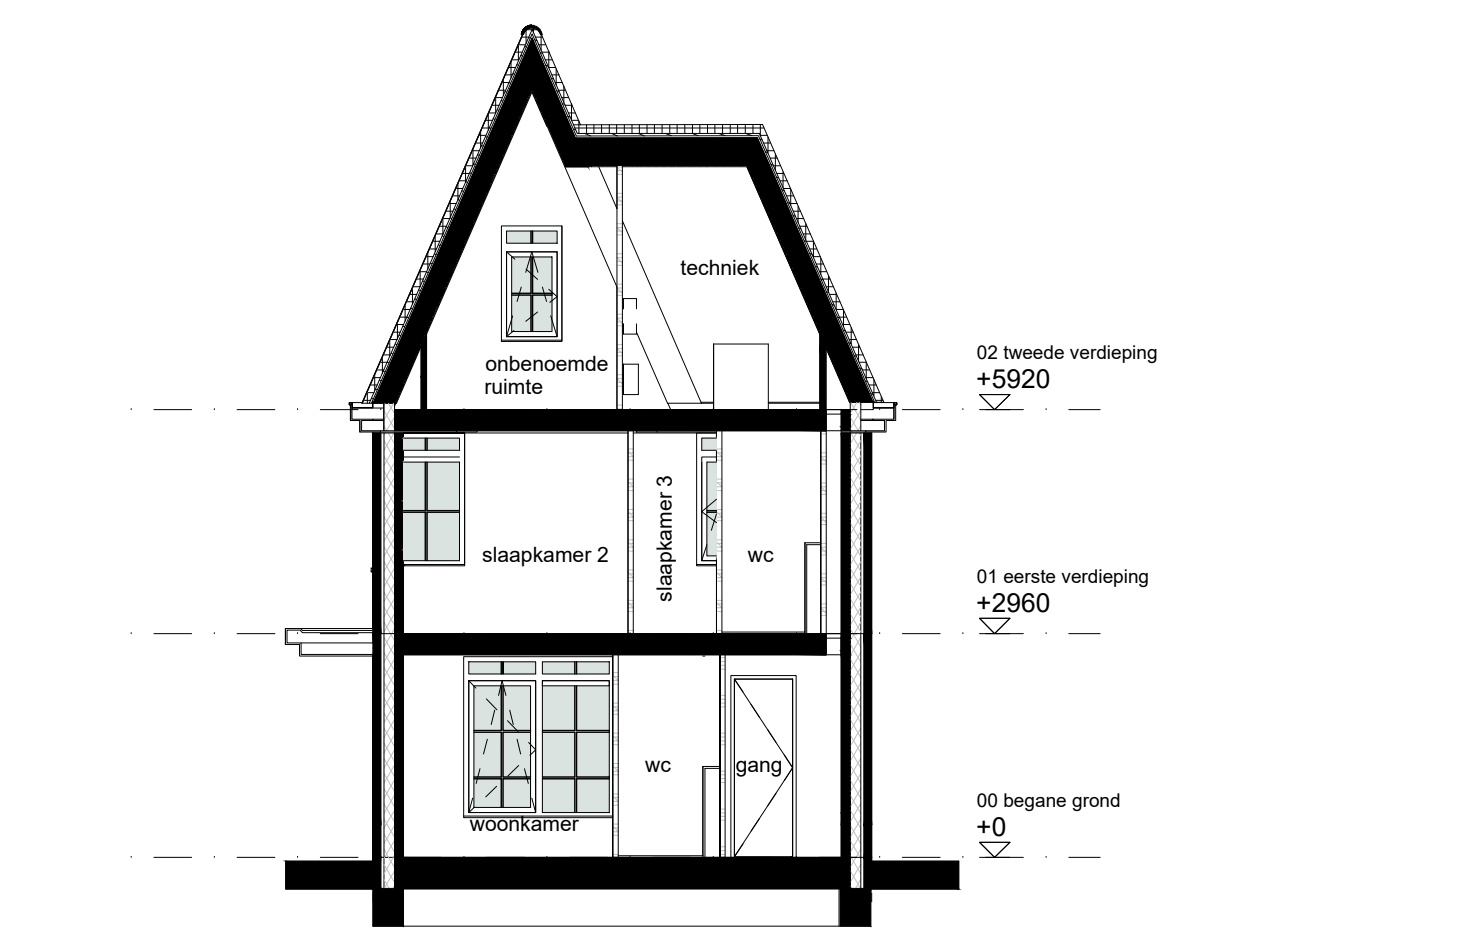 techniek
02 tweede verdieping
onbenoemde
ruimte
+5920
slaapkamer 3
slaapkamer 2
wc
01 eerste verdieping
+2960
wc
gang
00 begane grond
woonkamer
+0